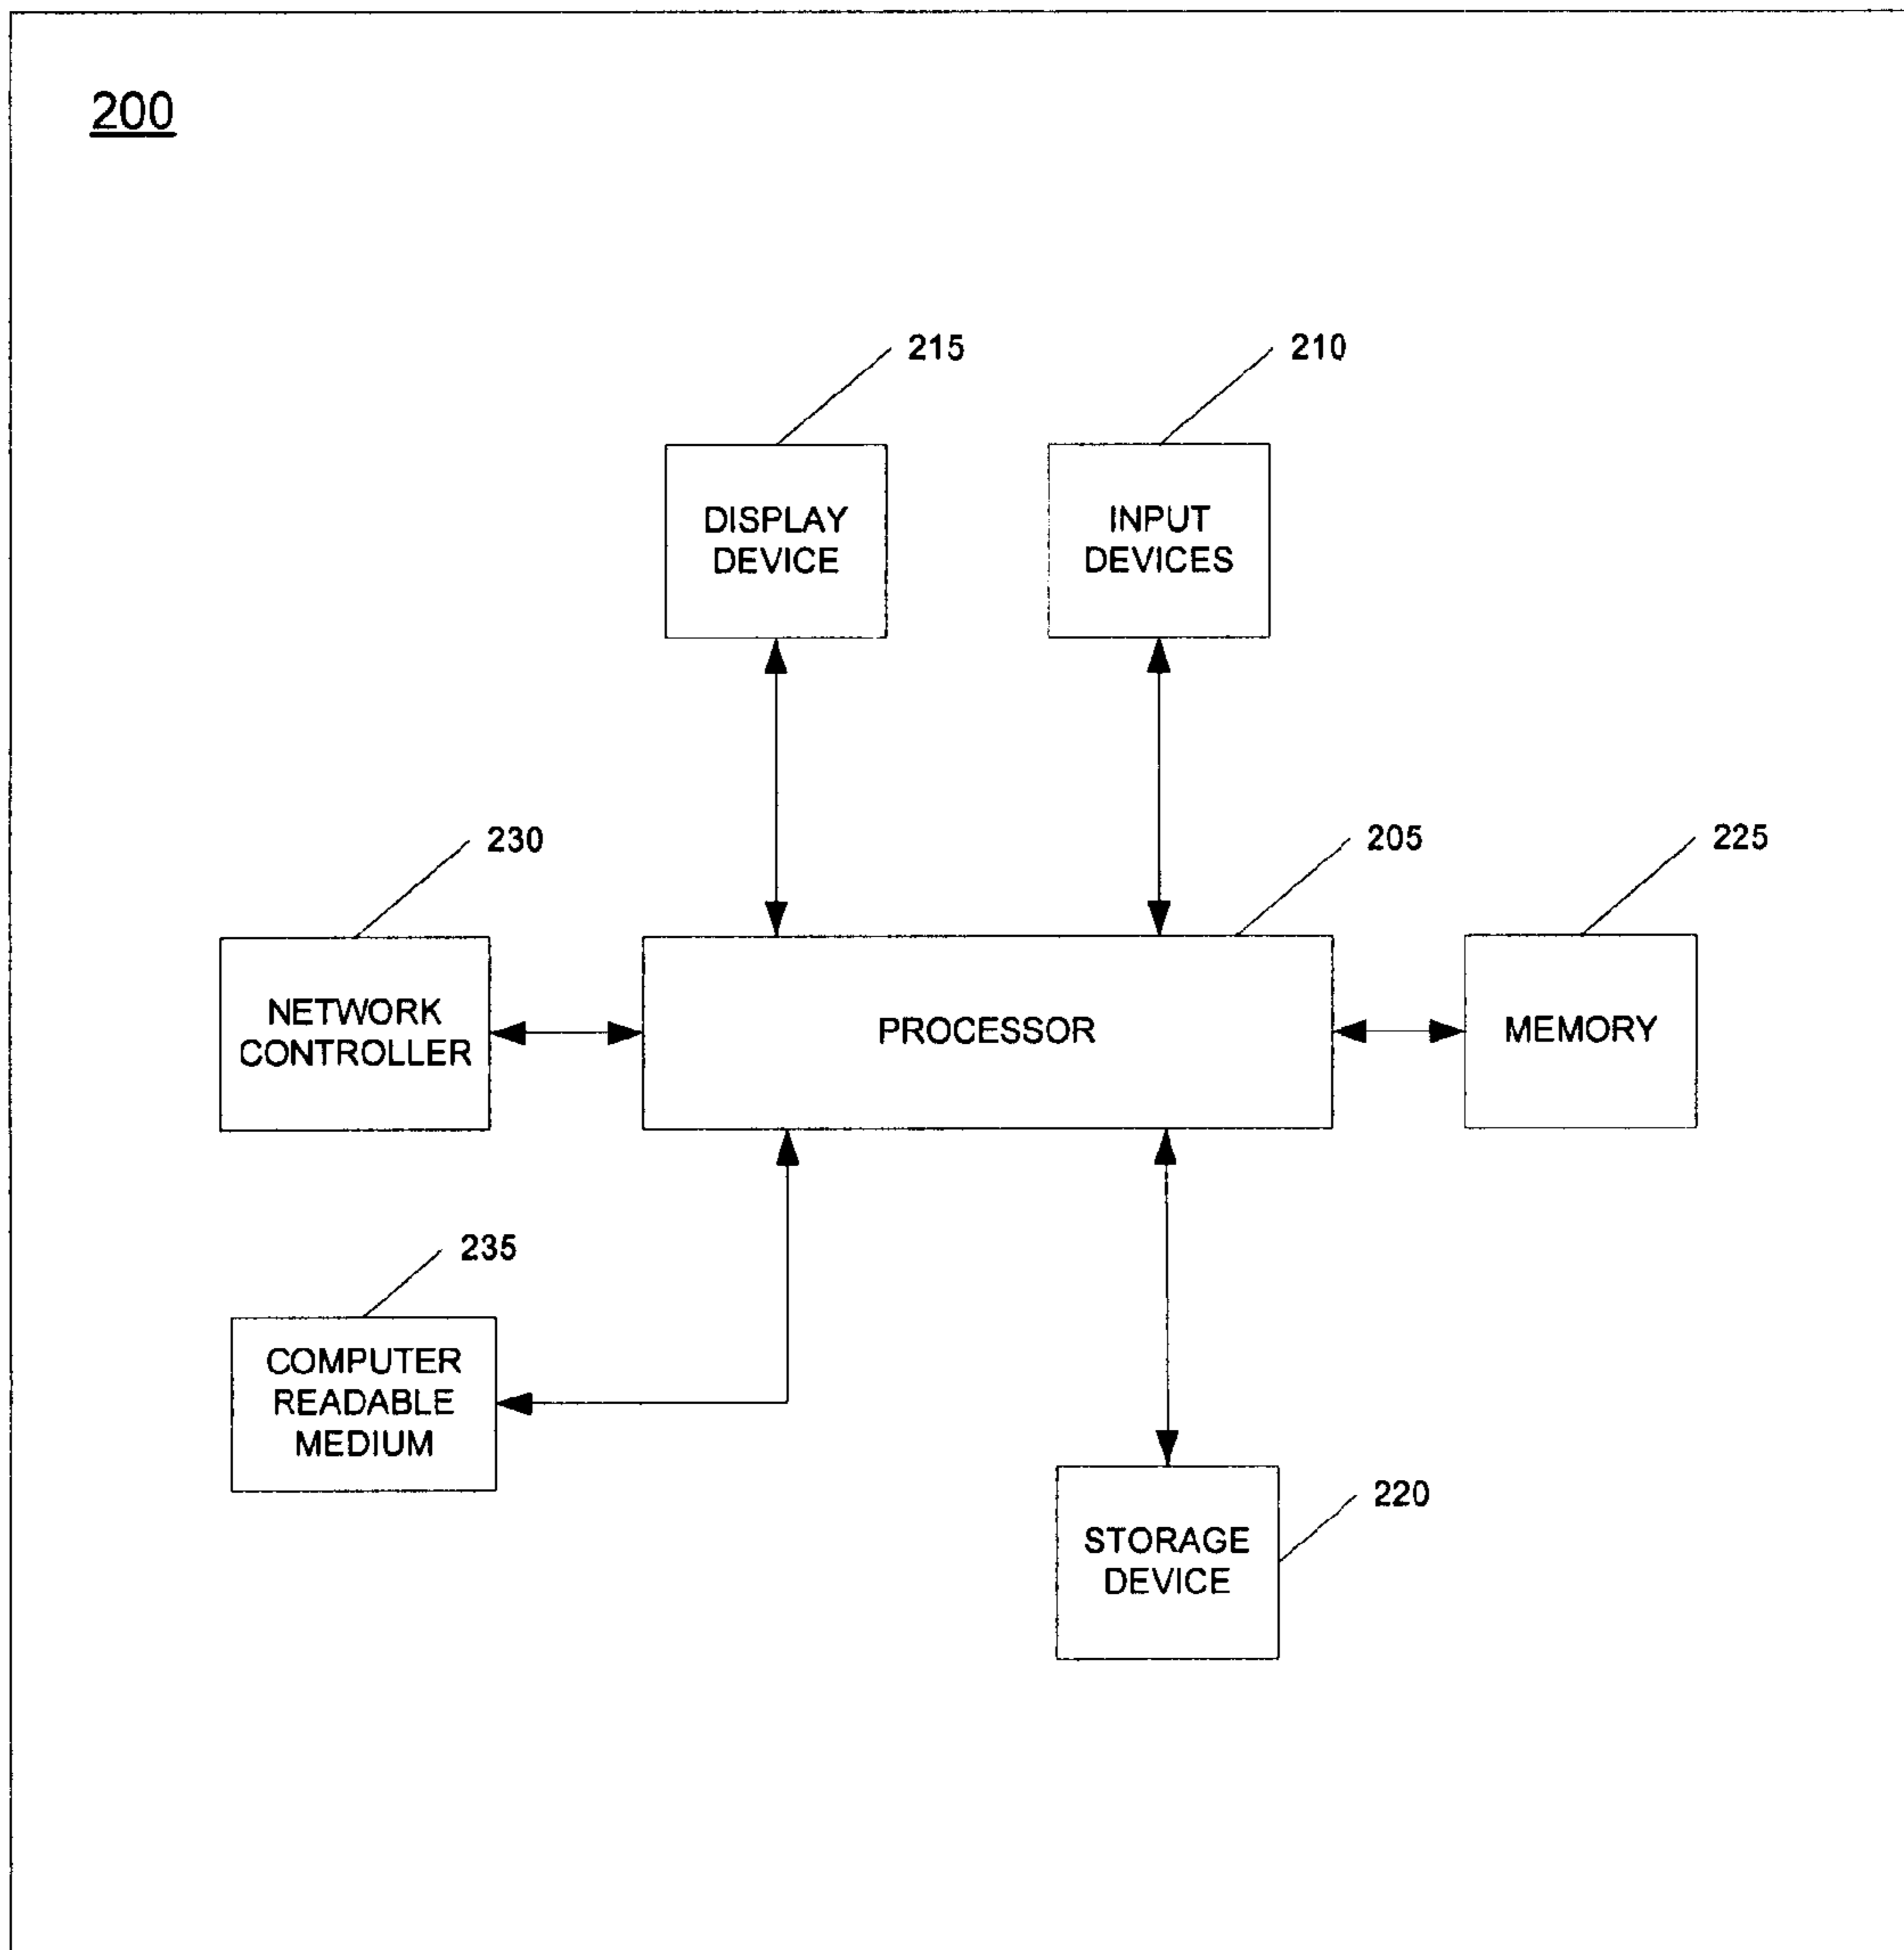 200
215
210
DISPLAY
DEVICE
INPUT
DEVICES
230
205
225
NETWORK
CONTROLLER
PROCESSOR
MEMORY
235
COMPUTER
READABLE
MEDIUM
220
STORAGE
DEVICE